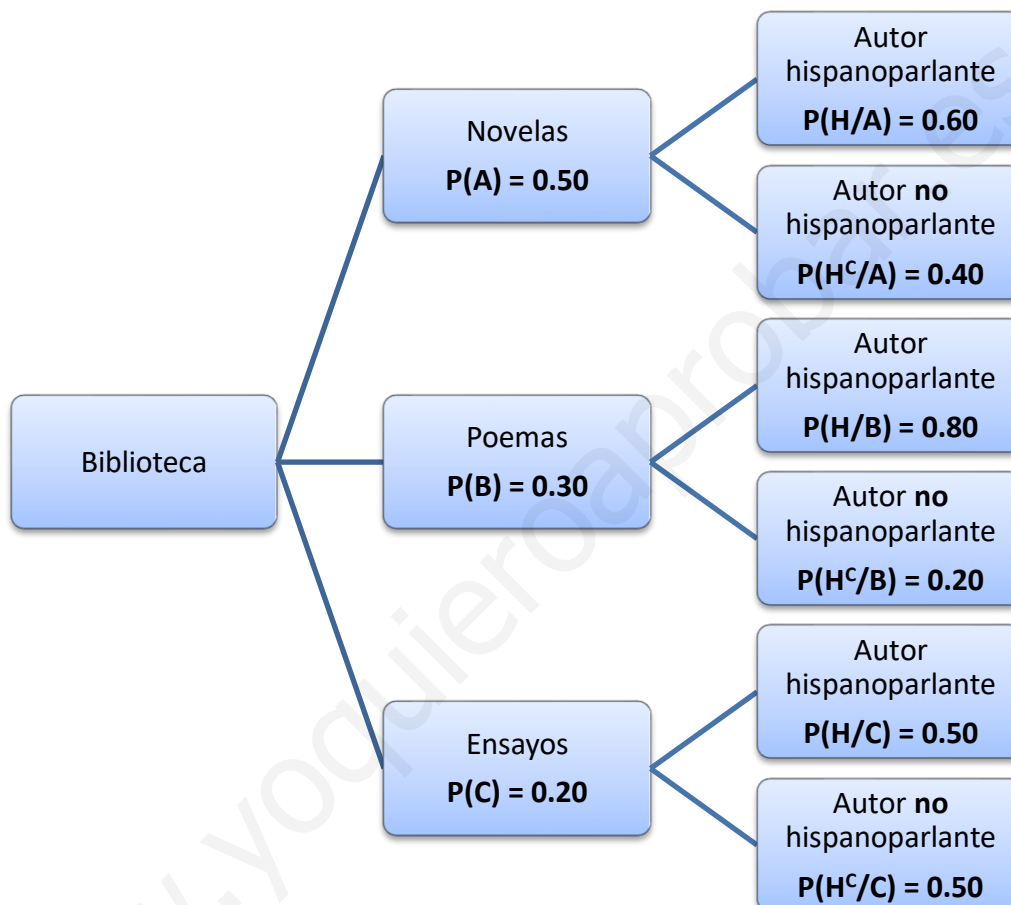 Autor
hispanoparlante
P(H/A) = 0.60
Novelas
P(A) = 0.50
Autor no
hispanoparlante
P(Hᶜ/A) = 0.40
Autor
hispanoparlante
P(H/B) = 0.80
Biblioteca
Poemas
P(B) = 0.30
Autor no
hispanoparlante
P(Hᶜ/B) = 0.20
Autor
hispanoparlante
P(H/C) = 0.50
Ensayos
P(C) = 0.20
Autor no
hispanoparlante
P(Hᶜ/C) = 0.50
.yoquieroaprobar.es